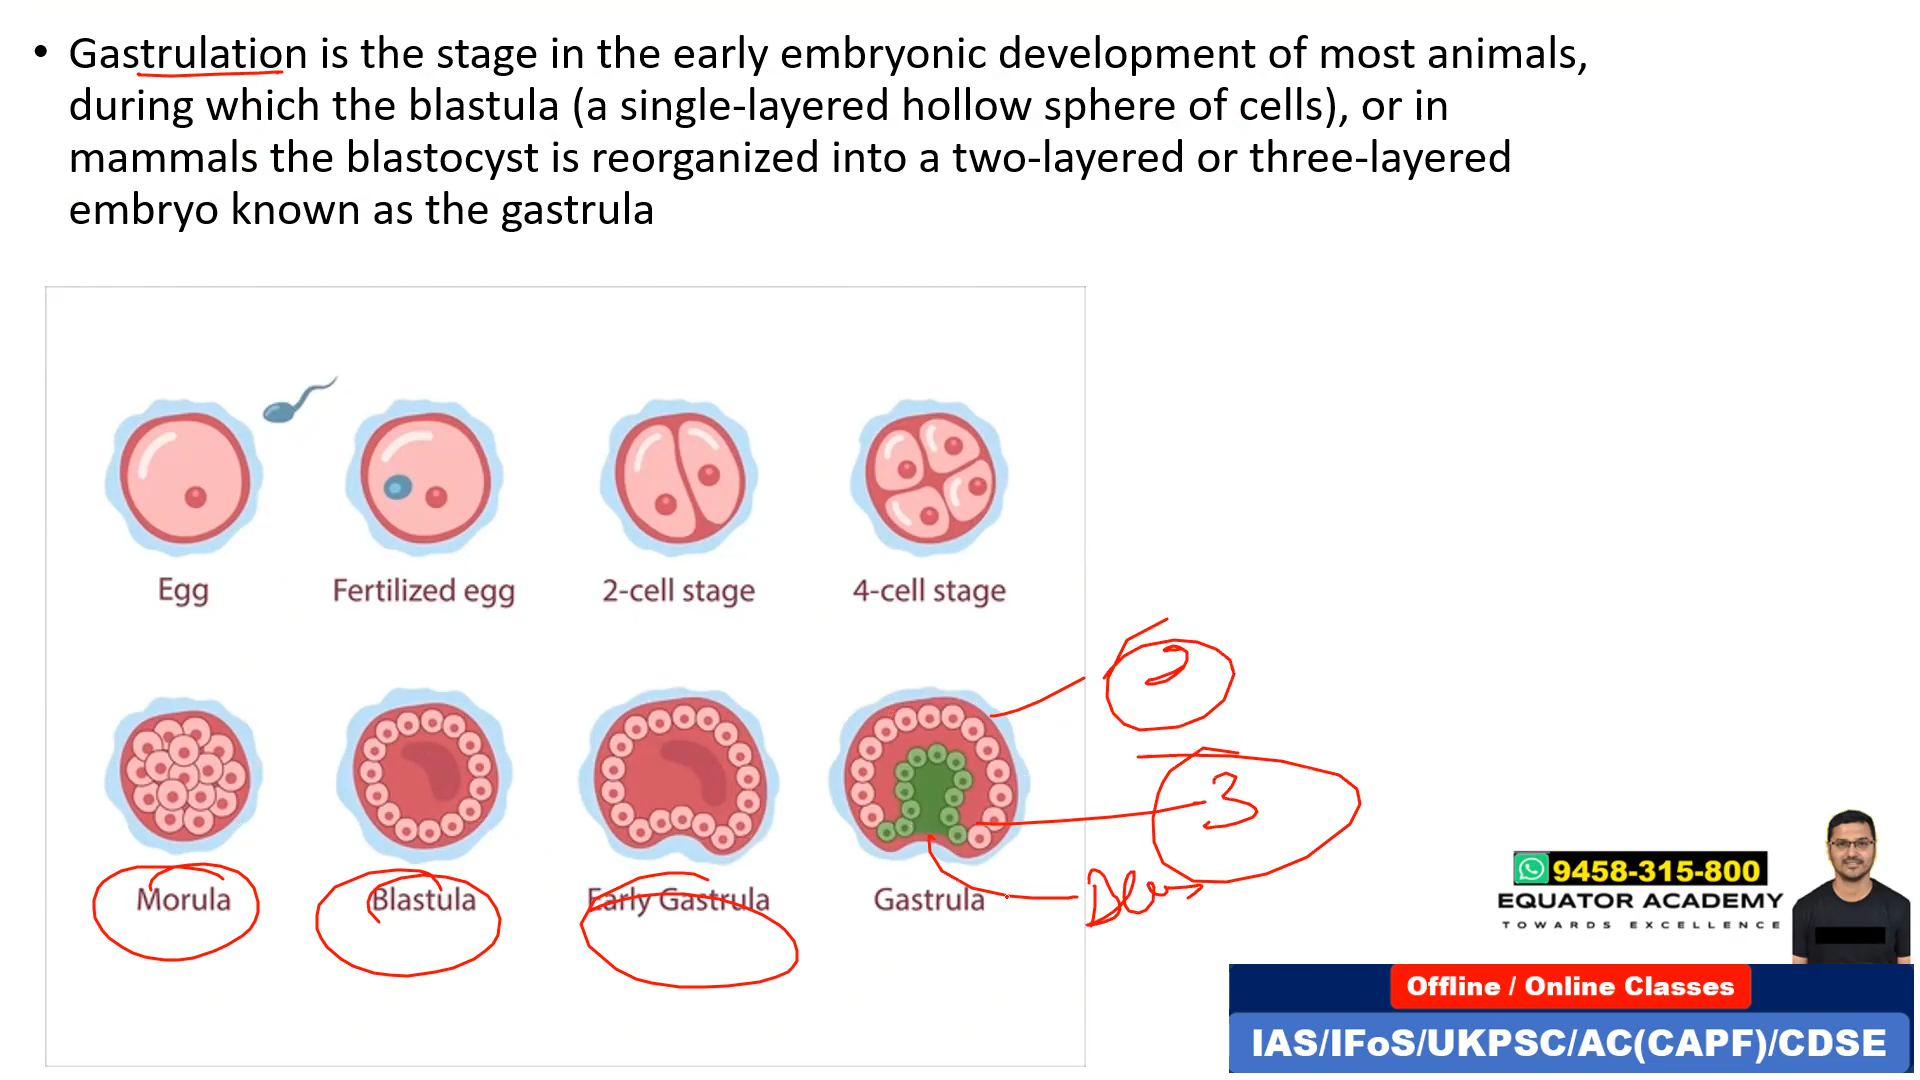 • Gastrulation is the stage in the early embryonic development of most animals,
during which the blastula (a single-layered hollow sphere of cells), or in
mammals the blastocyst is reorganized into a two-layered or three-layered
embryo known as the gastrula
Egg
Fertilized egg
2-cell stage
4-cell stage
3
Morula
Blastula
Early Gastrula
Gastrula
9458-315-800
EQUATOR ACADEMY
TOWARDS EXCELLENCE
Offline / Online Classes
IAS/IFoS/UKPSC/AC(CAPF)/CDSE